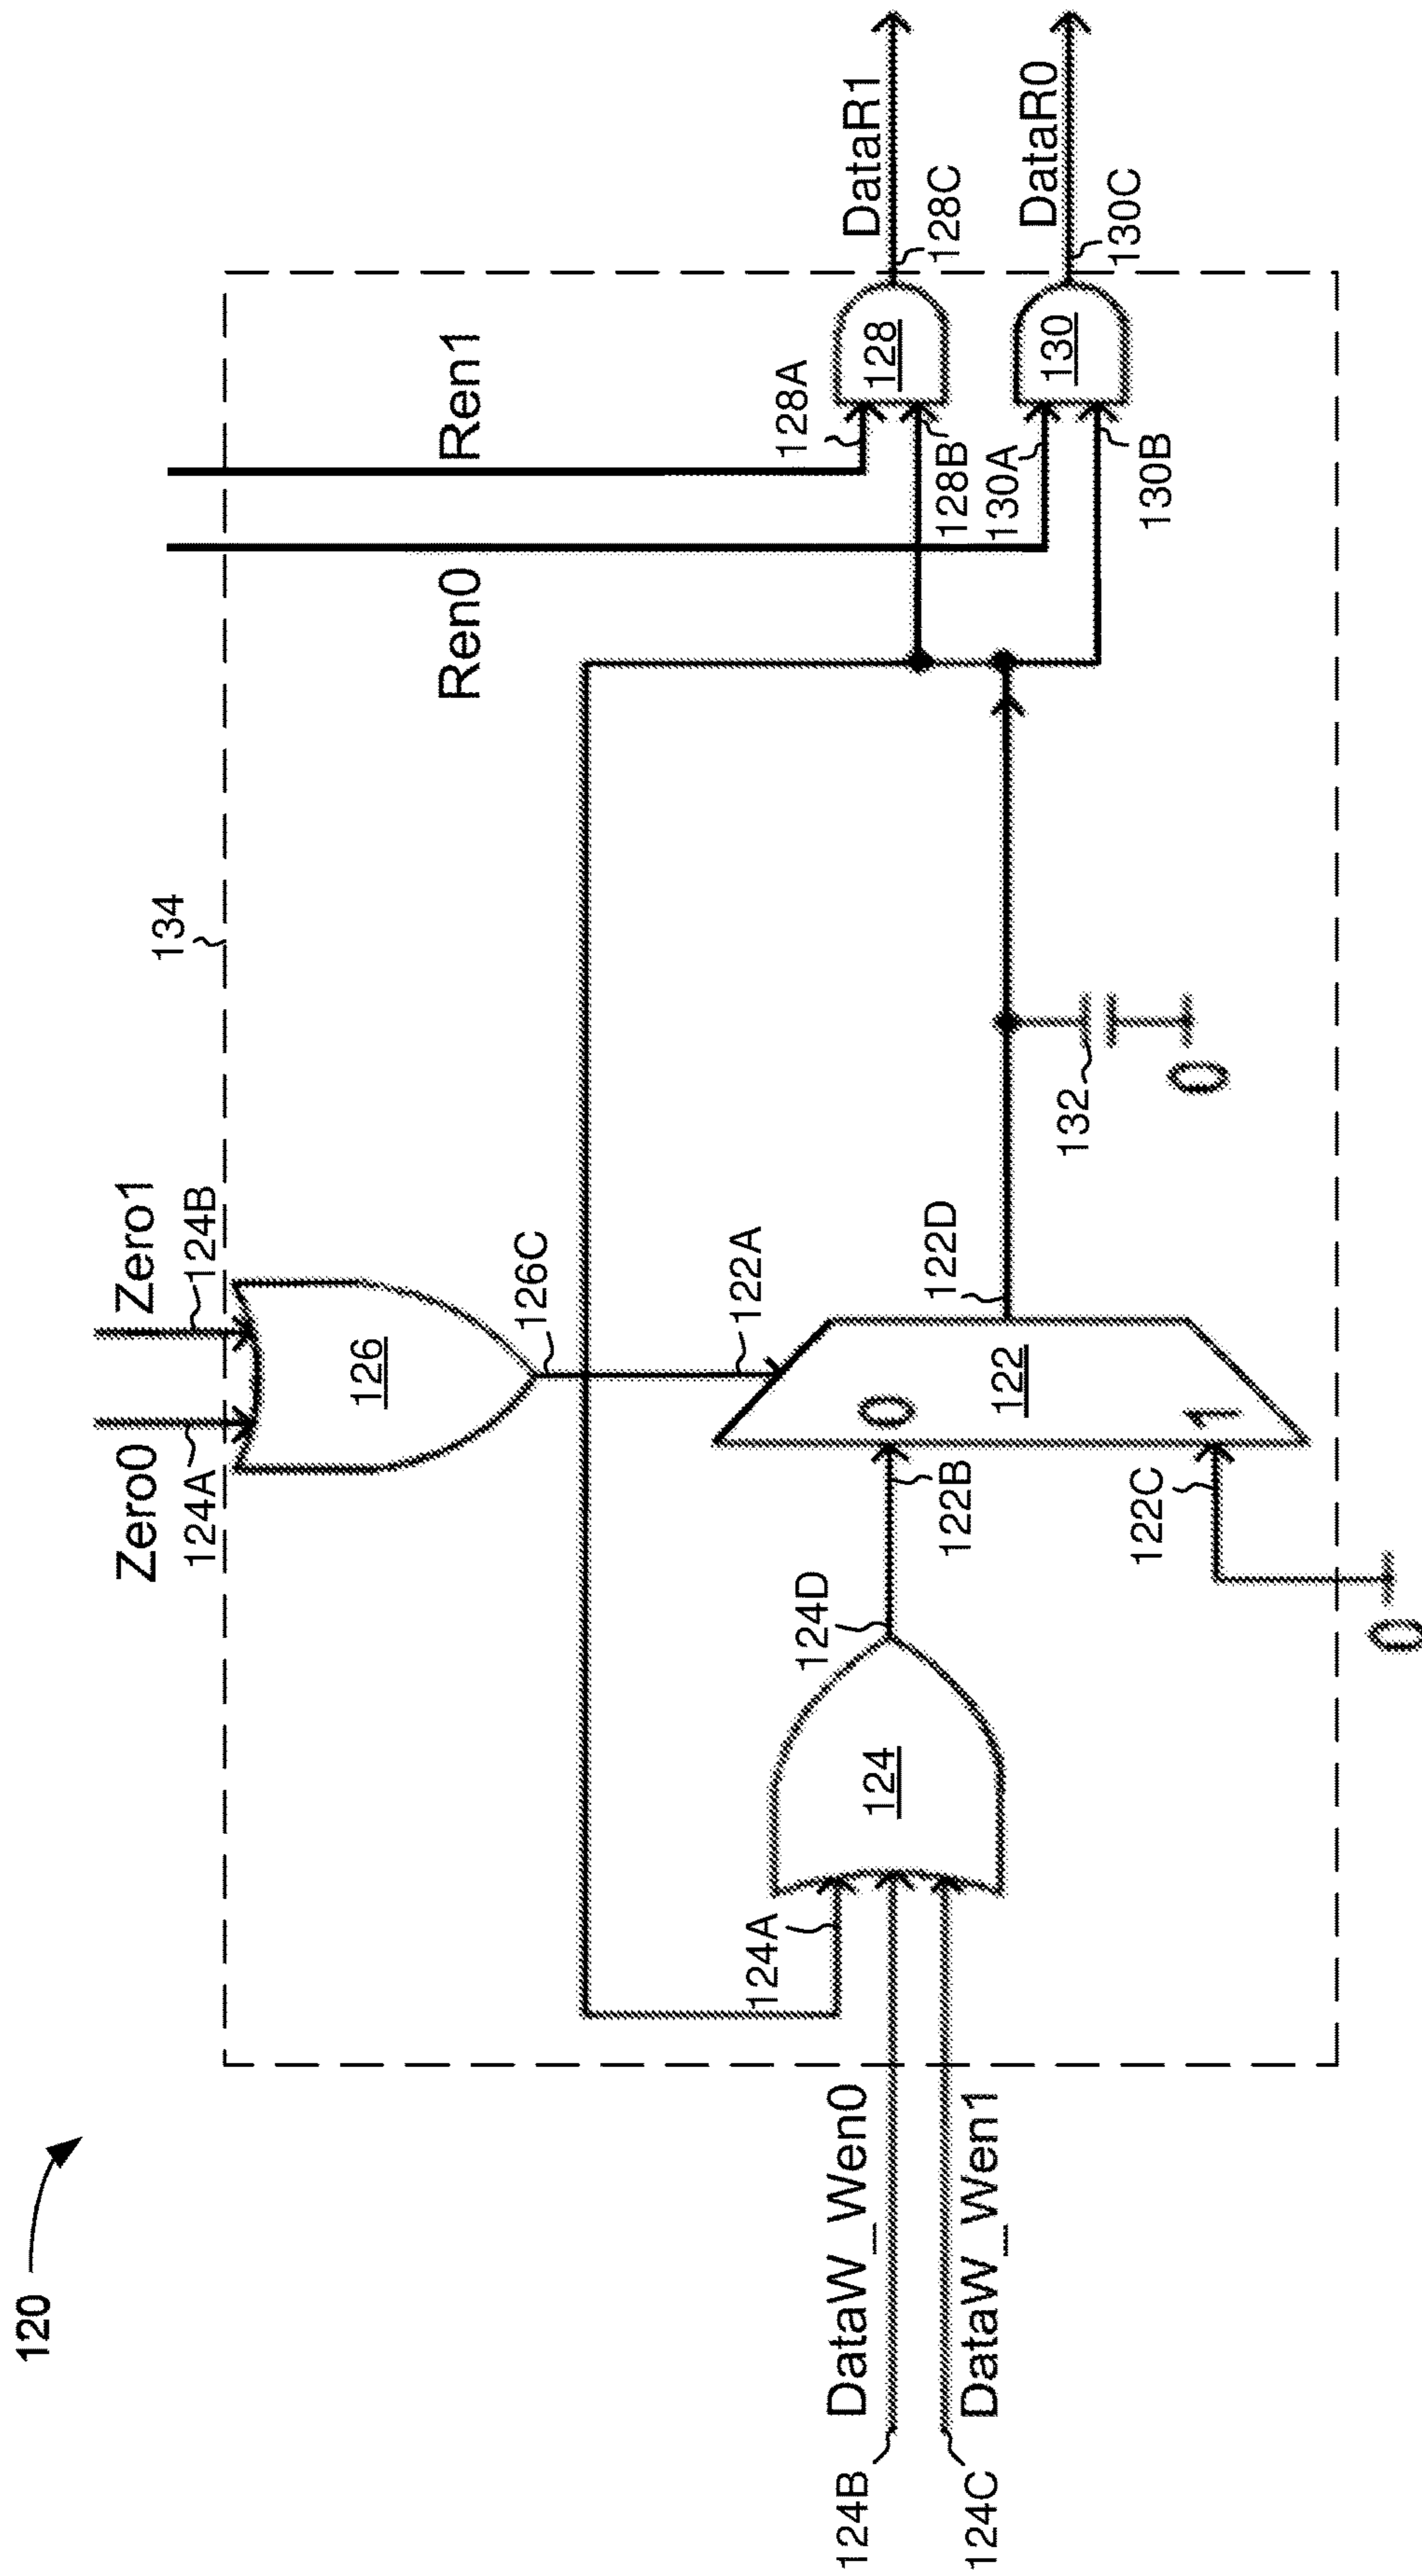 120
134
Zero0
Zero1
124A
124B
126
126C
122A
Ren0
Ren1
DataR1
128A
128
128C
128B
130A
DataR0
130
130C
130B
124A
124
124D
122B
0
122
1
122C
122D
132
0
0
124B
DataW_Wen0
124C
DataW_Wen1